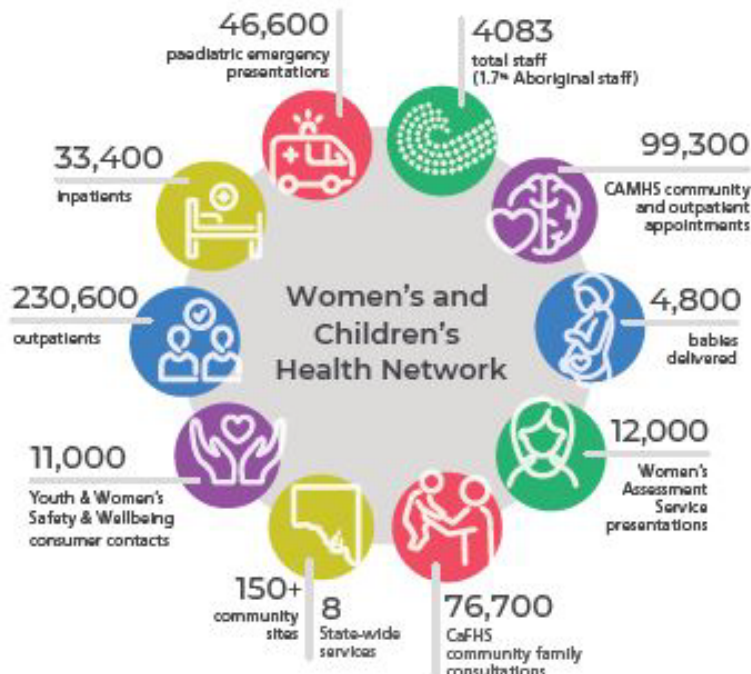 46,600
paediatric emergency
presentations
4083
total staff
(1.7% Aboriginal staff)
33,400
Inpatients
99,300
CAMHS community
and outpatient
appointments
230,600
outpatients
Women's and
Children's
Health Network
4,800
babies
delivered
11,000
Youth & Women's
Safety & Wellbeing
consumer contacts
12,000
Women's
Assessment
Service
presentations
150+
community
sites
8
State-wide
services
76,700
CaFHS
community family
consultations